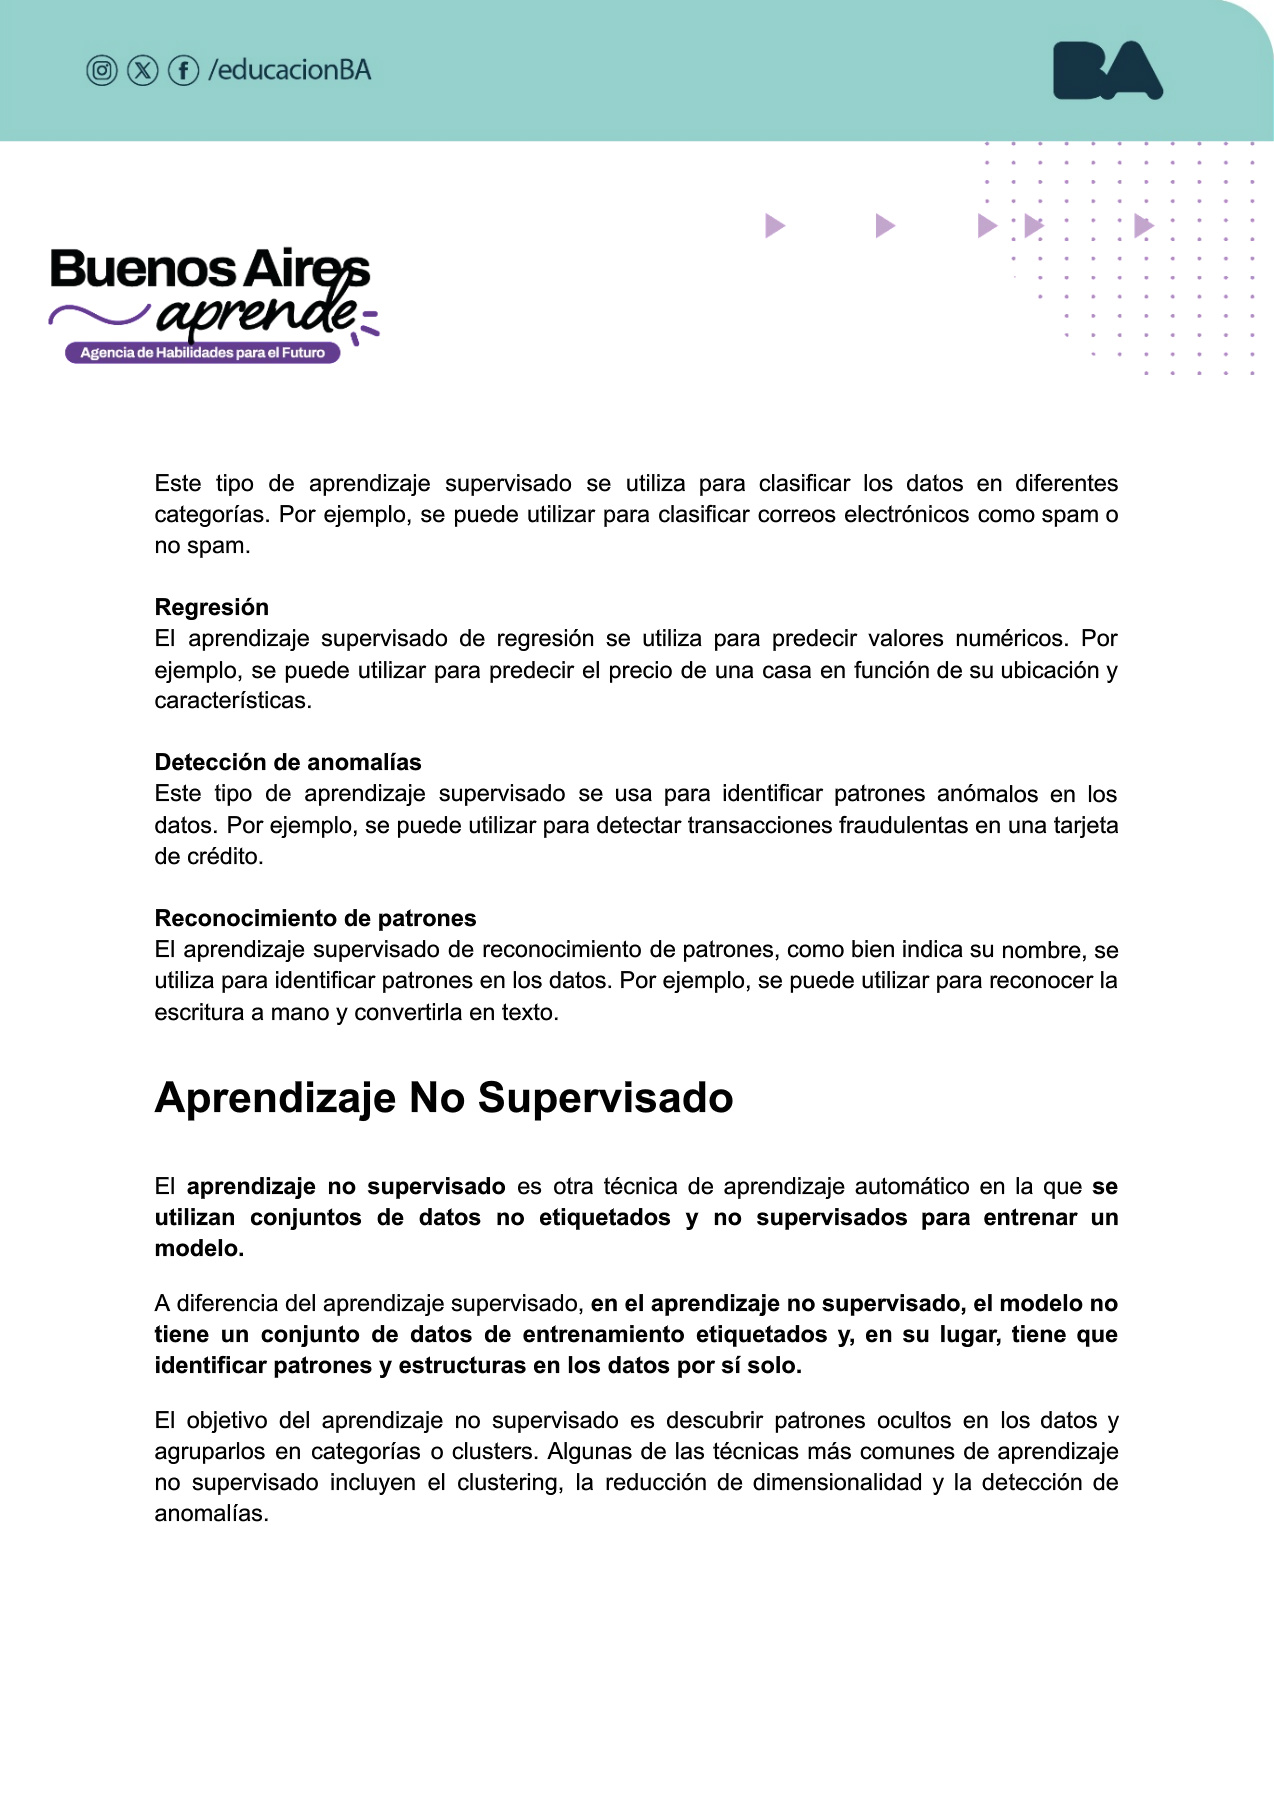 /educacionBA
BA
Buenos Aires
aprende
Agencia de Habilidades para el Futuro
Este tipo de aprendizaje supervisado se utiliza para clasificar los datos en diferentes
categorías. Por ejemplo, se puede utilizar para clasificar correos electrónicos como spam o
no spam.
Regresión
El aprendizaje supervisado de regresión se utiliza para predecir valores numéricos. Por
ejemplo, se puede utilizar para predecir el precio de una casa en función de su ubicación y
características.
Detección de anomalías
Este tipo de aprendizaje supervisado se usa para identificar patrones anómalos en los
datos. Por ejemplo, se puede utilizar para detectar transacciones fraudulentas en una tarjeta
de crédito.
Reconocimiento de patrones
El aprendizaje supervisado de reconocimiento de patrones, como bien indica su nombre, se
utiliza para identificar patrones en los datos. Por ejemplo, se puede utilizar para reconocer la
escritura a mano y convertirla en texto.
Aprendizaje No Supervisado
El aprendizaje no supervisado es otra técnica de aprendizaje automático en la que se
utilizan conjuntos de datos no etiquetados y no supervisados para entrenar un
modelo.
A diferencia del aprendizaje supervisado, en el aprendizaje no supervisado, el modelo no
tiene un conjunto de datos de entrenamiento etiquetados y, en su lugar, tiene que
identificar patrones y estructuras en los datos por sí solo.
El objetivo del aprendizaje no supervisado es descubrir patrones ocultos en los datos y
agruparlos en categorías o clusters. Algunas de las técnicas más comunes de aprendizaje
no supervisado incluyen el clustering, la reducción de dimensionalidad y la detección de
anomalías.